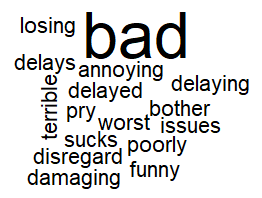 losing
bad
delays
annoying
delaying
terrible
delayed
pry
bother
worst
issues
sucks
poorly
disregard
funny
damaging